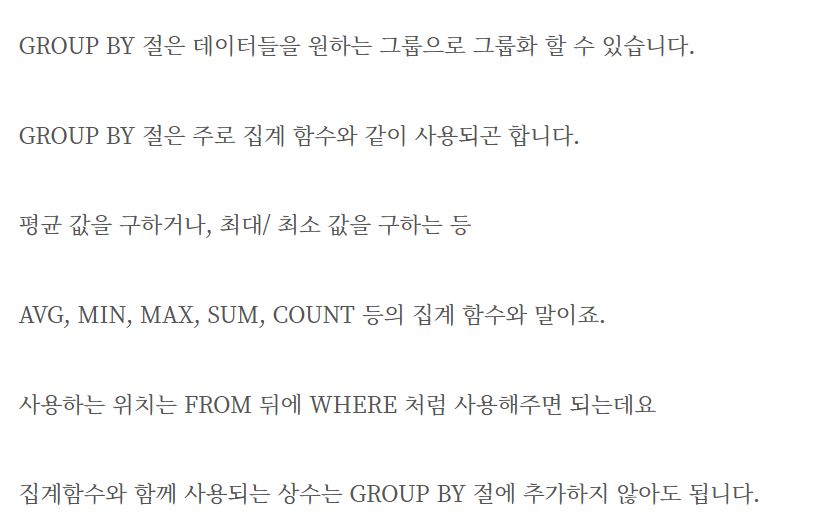 GROUP BY 절은 데이터들을 원하는 그룹으로 그룹화 할 수 있습니다.
GROUP BY 절은 주로 집계 함수와 같이 사용되곤 합니다.
평균 값을 구하거나, 최대/ 최소 값을 구하는 등
AVG, MIN, MAX, SUM, COUNT 등의 집계 함수와 말이죠.
사용하는 위치는 FROM 뒤에 WHERE 처럼 사용해주면 되는데요
집계함수와 함께 사용되는 상수는 GROUP BY 절에 추가하지 않아도 됩니다.